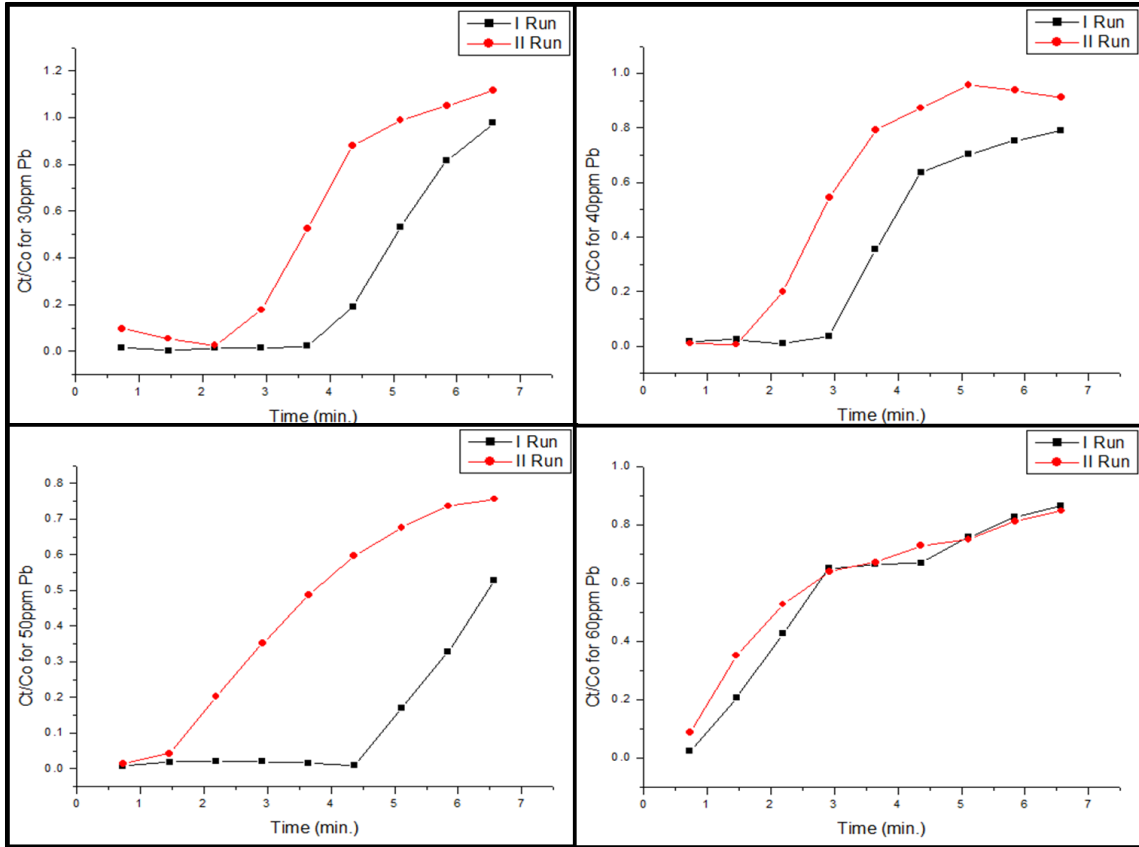 I Run
II Run
Ct/Co for 30ppm Pb
1.2
1.0
0.8
0.6
0.4
0.2
0.0
0 1 2 3 4 5 6 7
Time (min.)
I Run
II Run
Ct/Co for 40ppm Pb
1.0
0.8
0.6
0.4
0.2
0.0
0 1 2 3 4 5 6 7
Time (min.)
I Run
II Run
Ct/Co for 50ppm Pb
0.8
0.7
0.6
0.5
0.4
0.3
0.2
0.1
0.0
0 1 2 3 4 5 6 7
Time (min.)
I Run
II Run
Ct/Co for 60ppm Pb
1.0
0.8
0.6
0.4
0.2
0.0
0 1 2 3 4 5 6 7
Time (min.)